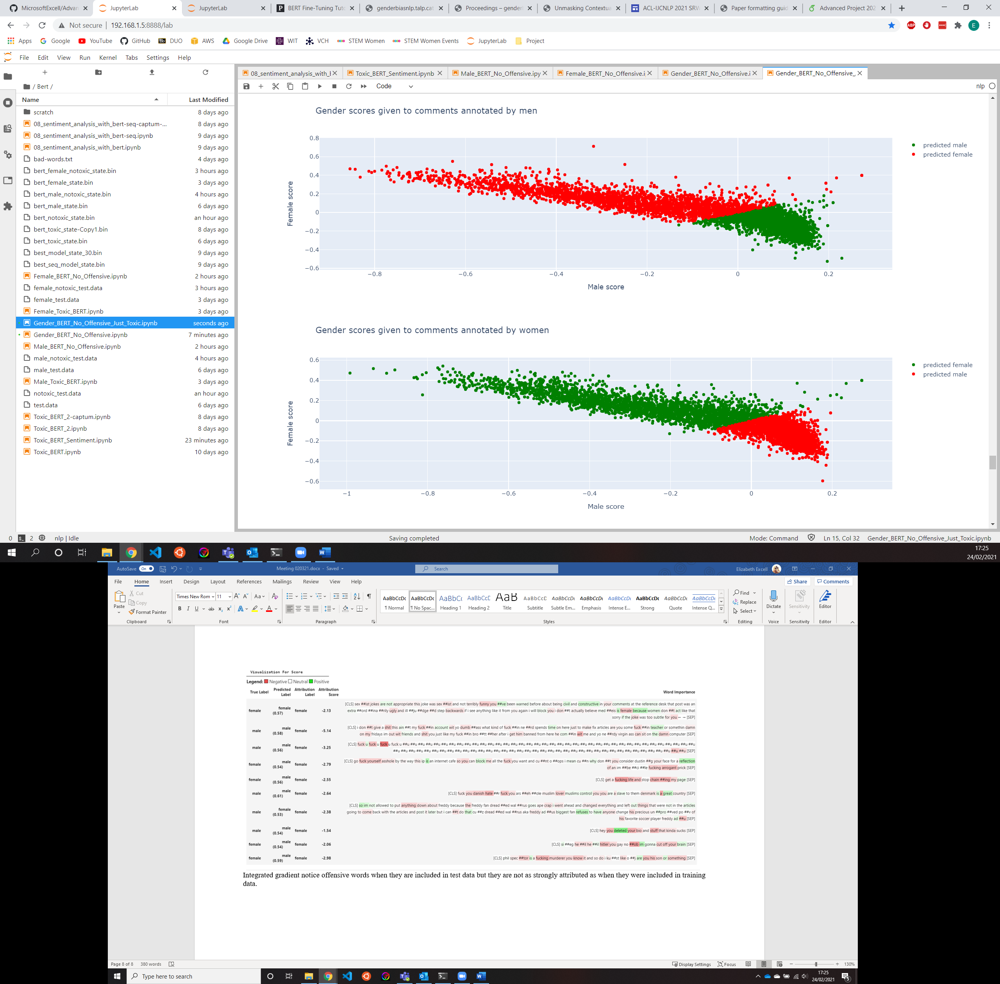 MicrosoftExcell/Advan
JupyterLab
JupyterLab
BERT Fine-Tuning Tuto
genderbiasnlp.talp.cat
Proceedings – gender
Unmasking Contextua
ACL-IJCNLP 2021 SRW
Paper formatting guid
Advanced Project 202
Not secure | 192.168.1.5:8888/lab
Apps Google YouTube GitHub DUO AWS Google Drive WIT VCH STEM Women STEM Women Events JupyterLab Project
File Edit View Run Kernel Tabs Settings Help
08_sentiment_analysis_with_b
Toxic_BERT_Sentiment.ipynb
Male_BERT_No_Offensive.ipy
Female_BERT_No_Offensive.i
Gender_BERT_No_Offensive.i
Gender_BERT_No_Offensive_.
Code
nlp
/ Bert /
Name Last Modified
scratch 8 days ago
08_sentiment_analysis_with_bert-seq-captum-... 8 days ago
08_sentiment_analysis_with_bert-seq.ipynb 9 days ago
08_sentiment_analysis_with_bert.ipynb 9 days ago
bad-words.txt 4 days ago
bert_female_notoxic_state.bin 3 hours ago
bert_female_state.bin 3 days ago
bert_male_notoxic_state.bin 4 hours ago
bert_male_state.bin 6 days ago
bert_notoxic_state.bin an hour ago
bert_toxic_state-Copy1.bin 8 days ago
bert_toxic_state.bin 6 days ago
best_model_state_30.bin 9 days ago
best_seq_model_state.bin 9 days ago
Female_BERT_No_Offensive.ipynb 2 hours ago
female_notoxic_test.data 3 hours ago
female_test.data 3 days ago
Female_Toxic_BERT.ipynb 3 days ago
Gender_BERT_No_Offensive_Just_Toxic.ipynb seconds ago
Gender_BERT_No_Offensive.ipynb 7 minutes ago
Male_BERT_No_Offensive.ipynb 2 hours ago
male_notoxic_test.data 4 hours ago
male_test.data 6 days ago
Male_Toxic_BERT.ipynb 3 days ago
notoxic_test.data an hour ago
test.data 6 days ago
Toxic_BERT_2-captum.ipynb 8 days ago
Toxic_BERT_2.ipynb 8 days ago
Toxic_BERT_Sentiment.ipynb 23 minutes ago
Toxic_BERT.ipynb 10 days ago
Gender scores given to comments annotated by men
0.8
0.6
0.4
0.2
0
−0.2
−0.4
−0.6
Female score
−0.8 −0.6 −0.4 −0.2 0 0.2
Male score
predicted male
predicted female
Gender scores given to comments annotated by women
0.6
0.4
0.2
0
−0.2
−0.4
−0.6
Female score
−1 −0.8 −0.6 −0.4 −0.2 0 0.2
Male score
predicted female
predicted male
0 2 nlp | Idle Saving completed Mode: Command Ln 15, Col 32 Gender_BERT_No_Offensive_Just_Toxic.ipynb
17:25
24/02/2021
AutoSave On Meeting 020321.docx - Saved Search Elizabeth Excell
File Home Insert Design Layout References Mailings Review View Help Share Comments
Paste Cut
Copy
Format Painter
Clipboard
Times New Rom 11
Font
Paragraph
AaBbCcDc AaBbCcDc AaBbCc AaBbCcD AaB AaBbCcD AaBbCcDc AaBbCcDc AaBbCcDc AaBbCcDc AaBbCcDc AaBbCcDc
¶ Normal ¶ No Spac... Heading 1 Heading 2 Title Subtitle Subtle Em... Emphasis Intense E... Strong Quote Intense Q...
Styles
Find
Replace
Select
Editing
Dictate
Voice
Sensitivity
Sensitivity
Editor
Editor
Visualization For Score
Legend: Negative Neutral Positive
True Label Predicted Label Attribution Label Attribution Score Word Importance
female female (0.57) female -2.13
[CLS] sex ##ist jokes are not appropriate this joke was sex ##ist and not terribly funny you ##ve been warned before about being civil and constructive in your comments at the reference desk that post was an
extra ##ord ##ina ##rily ugly and ill ##ju ##dge ##d step backwards if i see anything like it from you again i will block you i don ##t actually believe med ##eis is female because women don ##t act like that
sorry if the joke was too subtle for you ← → [SEP]
male male (0.58) female -5.14
[CLS] i don ##t give a shit this ain ##t my fuck ##in account wit yo dumb ##ass what kind of fuck ##in ne ##rd spends time on here just to make fix articles are you some fuck ##in teacher or somethin damn
on my fridays im out wit friends and shit you just like my fuck ##in bro ##tt ##her after i get him banned from here he com ##in wit me and yo ne ##rdy virgin ass can sit on the damn computer [SEP]
male male (0.56) female -3.25
[CLS] fuck u fuck u fuck u fuck u ##u ##u ##u ##u ##u ##u ##u ##u ##u ##u ##u ##u ##u ##u ##u ##u ##u ##u ##u ##u ##u ##u ##u ##u ##u ##u
##u ##u ##u ##u ##u ##u ##u ##u ##u ##u ##u ##u ##u ##u ##u ##u ##u ##u ##u ##u ##u ##u ##u ##u ##u ##u ##u [SEP]
female female (0.54) female -2.79
[CLS] go fuck yourself asshole by the way this ip is an internet cafe so you can block me all the fuck you want and cu ##nt o ##ops i mean cu ##n why don ##t you consider dustin ##g your face for a reflection
of an im ##be ##ci ##le fucking arrogant prick [SEP]
female male (0.56) female -2.55
[CLS] get a fucking life and stop chain ##ing my page [SEP]
male male (0.61) female -2.64
[CLS] fuck you danish hate ##r fuck you ars ##eh ##ole muslim lover muslims control you you are a slave to them denmark is a great country [SEP]
male female (0.53) female -2.38
[CLS] so im not allowed to put anything down about freddy because the freddy fan dread ##ed wal ##rus goes ape crap i went ahead and changed everything and left out things that were not in the articles
going to come back with the articles and post it later but i can ##t do that cu ##z dread ##ed wal ##rus aka freddy ad ##us biggest fan refuses to have anyone change his precious un ##pro ##ved po ##v of
his favorite soccer player freddy ad ##u [SEP]
male male (0.54) female -1.54
[CLS] hey you deleted your bio and stuff that kinda sucks [SEP]
female male (0.54) female -2.06
[CLS] si ##eg he ##il he ##il hitler you gay no ##ob im gonna cut off your brain [SEP]
female male (0.59) female -2.98
[CLS] phil spec ##tor is a fucking murderer you know it and so do i ku ##st like o ##j are you his son or something [SEP]
Integrated gradient notice offensive words when they are included in test data but they are not as strongly attributed as when they were included in training
data.
Page 8 of 8 380 words Display Settings Focus 130%
Type here to search
17:25
24/02/2021
5